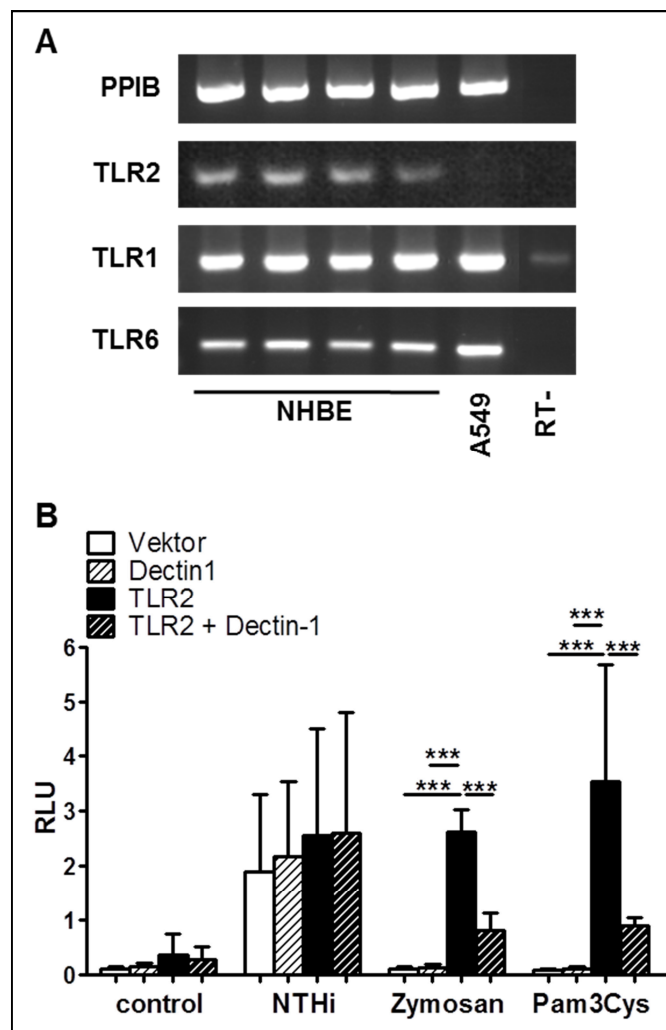 A
PPIB
TLR2
TLR1
TLR6
NHBE
A549
RT-
B
Vektor
Dectin1
TLR2
TLR2 + Dectin-1
RLU
6
5
4
3
2
1
0
*** *** ***
*** *** ***
control NTHi Zymosan Pam3Cys